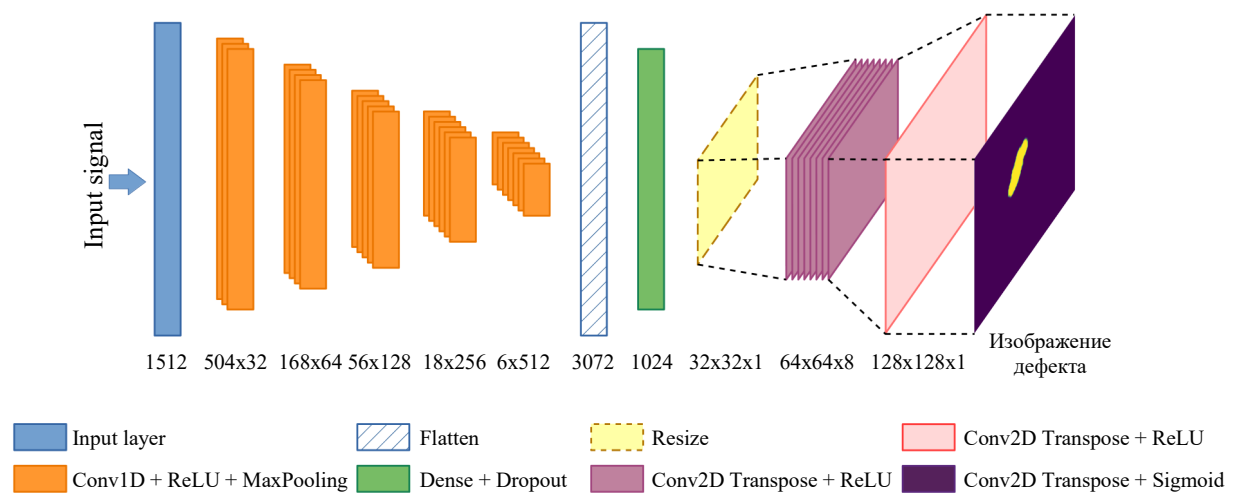 Input signal
1512
504x32
168x64
56x128
18x256
6x512
3072
1024
32x32x1
64x64x8
128x128x1
Изображение
дефекта
Input layer
Flatten
Resize
Conv2D Transpose + ReLU
Conv1D + ReLU + MaxPooling
Dense + Dropout
Conv2D Transpose + ReLU
Conv2D Transpose + Sigmoid